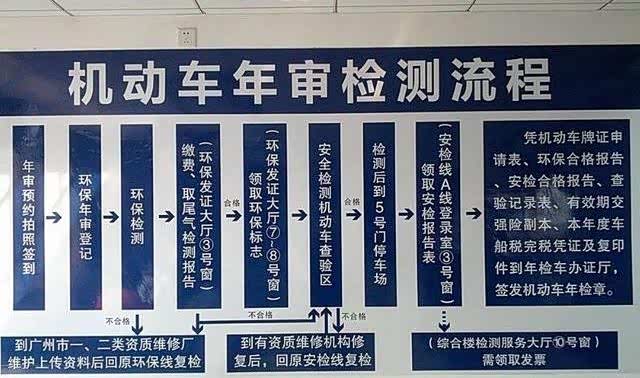 机动车年审检测流程
年审预约拍照签到
环保年审登记
环保检测
(环保发证大厅③号窗)
缴费、取尾气检测报告
合格
(环保发证大厅⑦~⑧号窗)
领取环保标志
安全检测机动车查验区
合格
检测后到5号门停车场
(安检线A线登录室③号窗)
领取安检报告表
凭机动车牌证申
请表、环保合格报告
、安检合格报告、查
验记录表、有效期交
强险副本、本年度车
船税完税凭证及复印
件到年检车办证厅，
签发机动车年检章。
不合格
不合格
不合格
到广州市一、二类资质维修厂
维护上传资料后回原环保线复检
到有资质维修机构修
复后，回原安检线复检
(综合楼检测服务大厅⑩号窗)
需领取发票